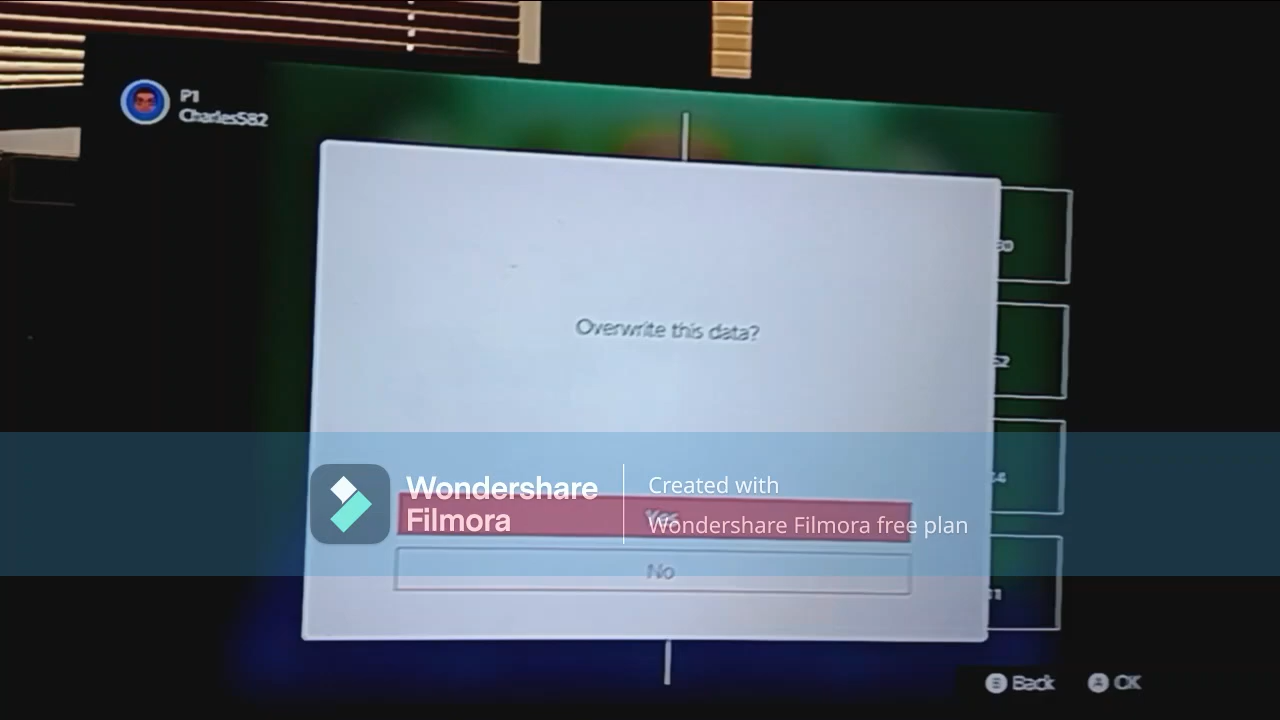 P1
Charles582
Overwrite this data?
Wondershare
Filmora
Created with
Wondershare Filmora free plan
Yes
No
B Back A OK